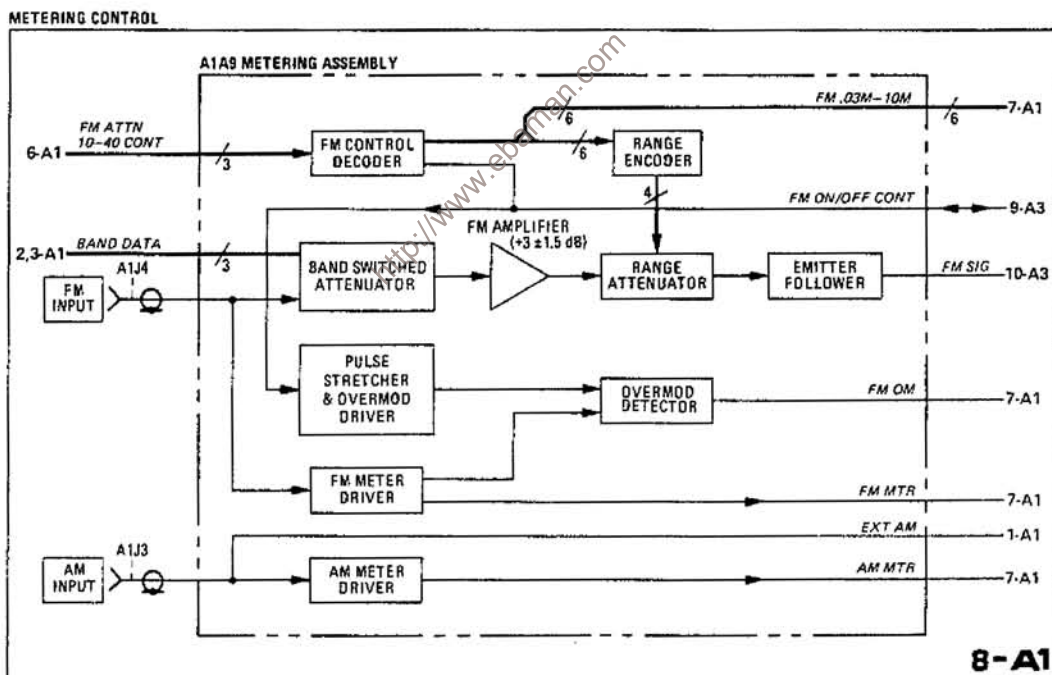 METERING CONTROL
A1A9 METERING ASSEMBLY
FM .03M-10M
7-A1
6
6
6
FM ATTN
10-40 CONT
6-A1
3
FM CONTROL
DECODER
RANGE
ENCODER
4
FM ON/OFF CONT
9-A3
FM AMPLIFIER
(+3 ±1.5 dB)
2,3-A1
BAND DATA
3
A1J4
FM
INPUT
BAND SWITCHED
ATTENUATOR
RANGE
ATTENUATOR
EMITTER
FOLLOWER
FM SIG
10-A3
PULSE
STRETCHER
& OVERMOD
DRIVER
OVERMOD
DETECTOR
FM OM
7-A1
FM METER
DRIVER
FM MTR
7-A1
EXT AM
1-A1
A1J3
AM
INPUT
AM METER
DRIVER
AM MTR
7-A1
8-A1
http://www.ebaman.com